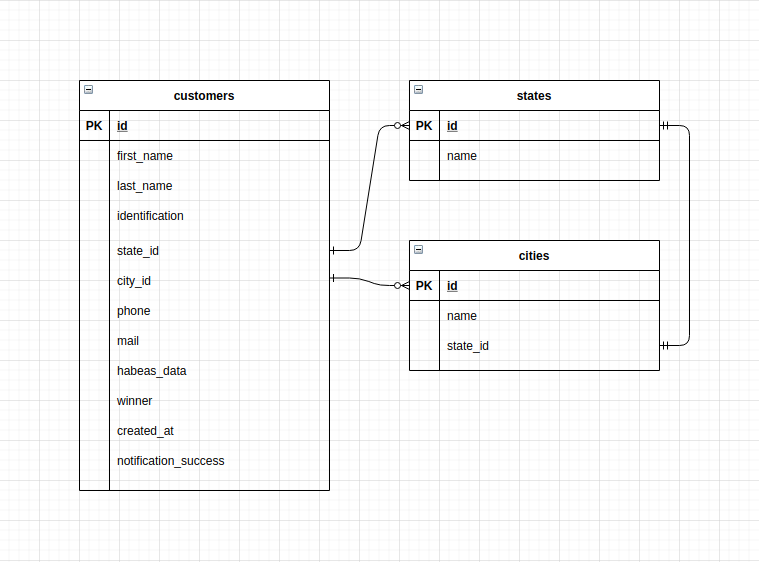 customers
PK id
first_name
last_name
identification
state_id
city_id
phone
mail
habeas_data
winner
created_at
notification_success
states
PK id
name
cities
PK id
name
state_id